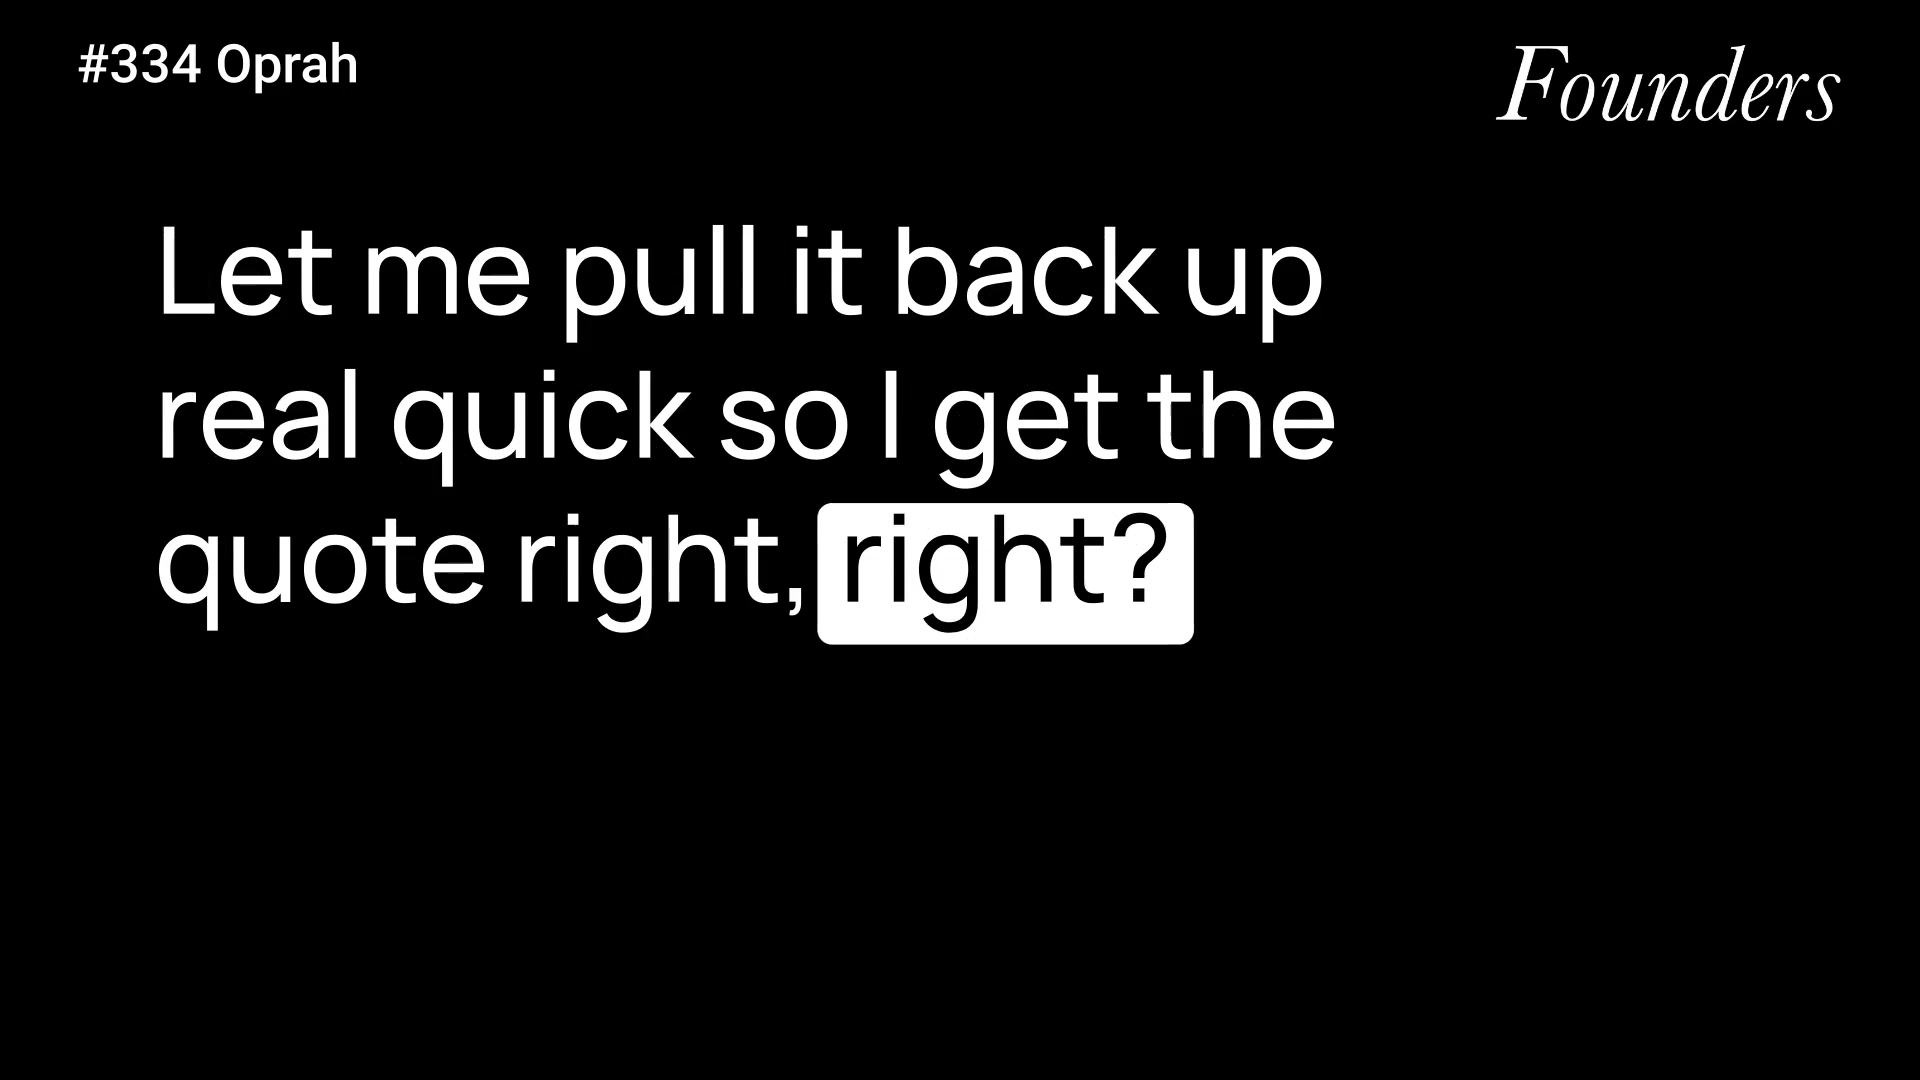 #334 Oprah
Founders
Let me pull it back up
real quick so I get the
quote right, right?